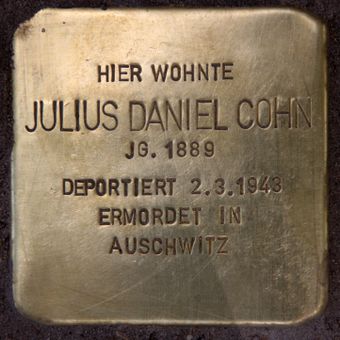 HIER WOHNTE
JULIUS DANIEL COHN
JG. 1889
DEPORTIERT 2.3.1943
ERMORDET IN
AUSCHWITZ